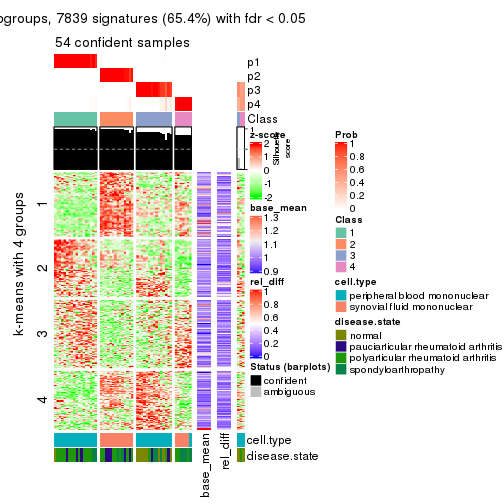 ogroups, 7839 signatures (65.4%) with fdr < 0.05
54 confident samples
p1
p2
p3
p4
Class
Silhouette
score
1
k-means with 4 groups
1
2
3
4
z-score
2
1
0
-1
-2
base_mean
1.3
1.2
1.1
1
0.9
rel_diff
1
0.8
0.6
0.4
0.2
0
Status (barplots)
confident
ambiguous
Prob
1
0.8
0.6
0.4
0.2
0
Class
1
2
3
4
cell.type
peripheral blood mononuclear
synovial fluid mononuclear
disease.state
normal
pauciarticular rheumatoid arthritis
polyarticular rheumatoid arthritis
spondyloarthropathy
cell.type
disease.state
base_mean
rel_diff